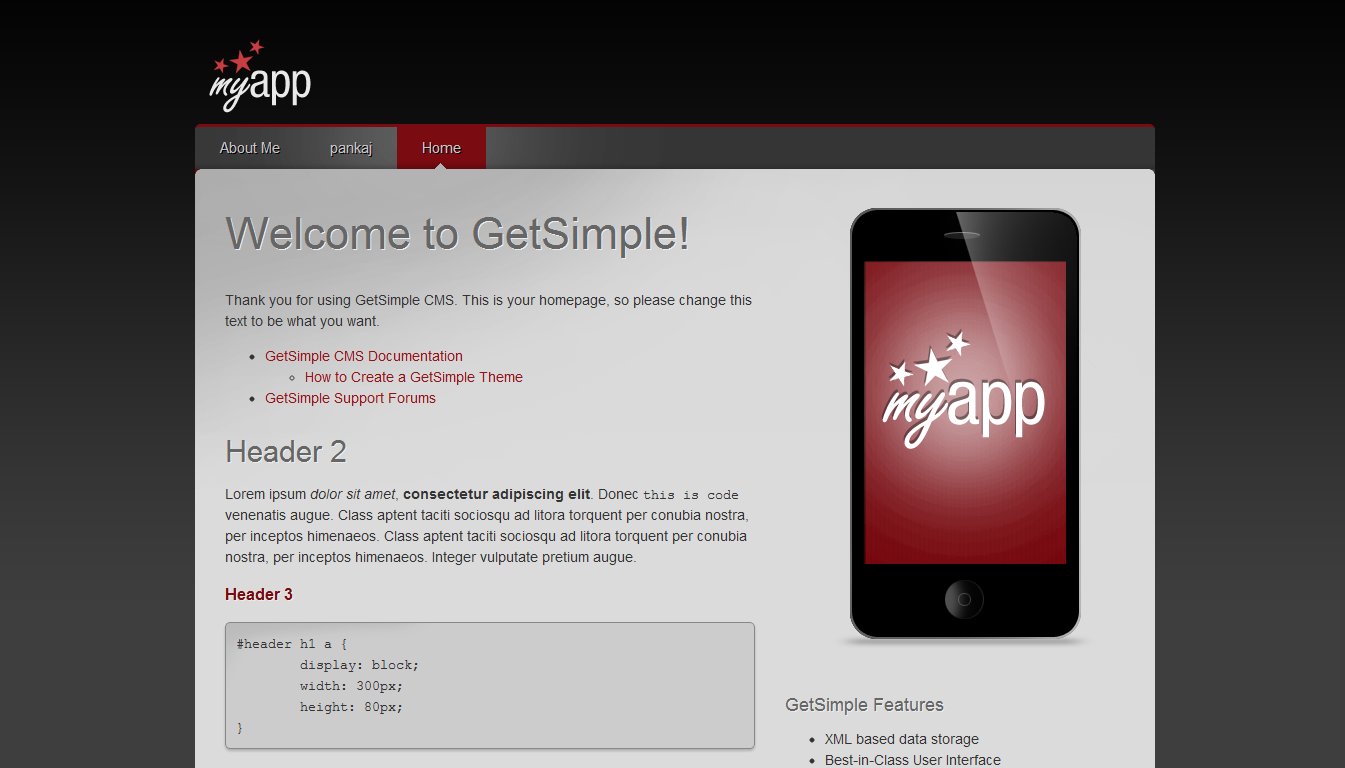 myapp
About Me pankaj Home
Welcome to GetSimple!
Thank you for using GetSimple CMS. This is your homepage, so please change this
text to be what you want.
GetSimple CMS Documentation
How to Create a GetSimple Theme
GetSimple Support Forums
Header 2
Lorem ipsum dolor sit amet, consectetur adipiscing elit. Donec this is code
venenatis augue. Class aptent taciti sociosqu ad litora torquent per conubia nostra,
per inceptos himenaeos. Class aptent taciti sociosqu ad litora torquent per conubia
nostra, per inceptos himenaeos. Integer vulputate pretium augue.
Header 3
#header h1 a {
display: block;
width: 300px;
height: 80px;
}
myapp
GetSimple Features
XML based data storage
Best-in-Class User Interface